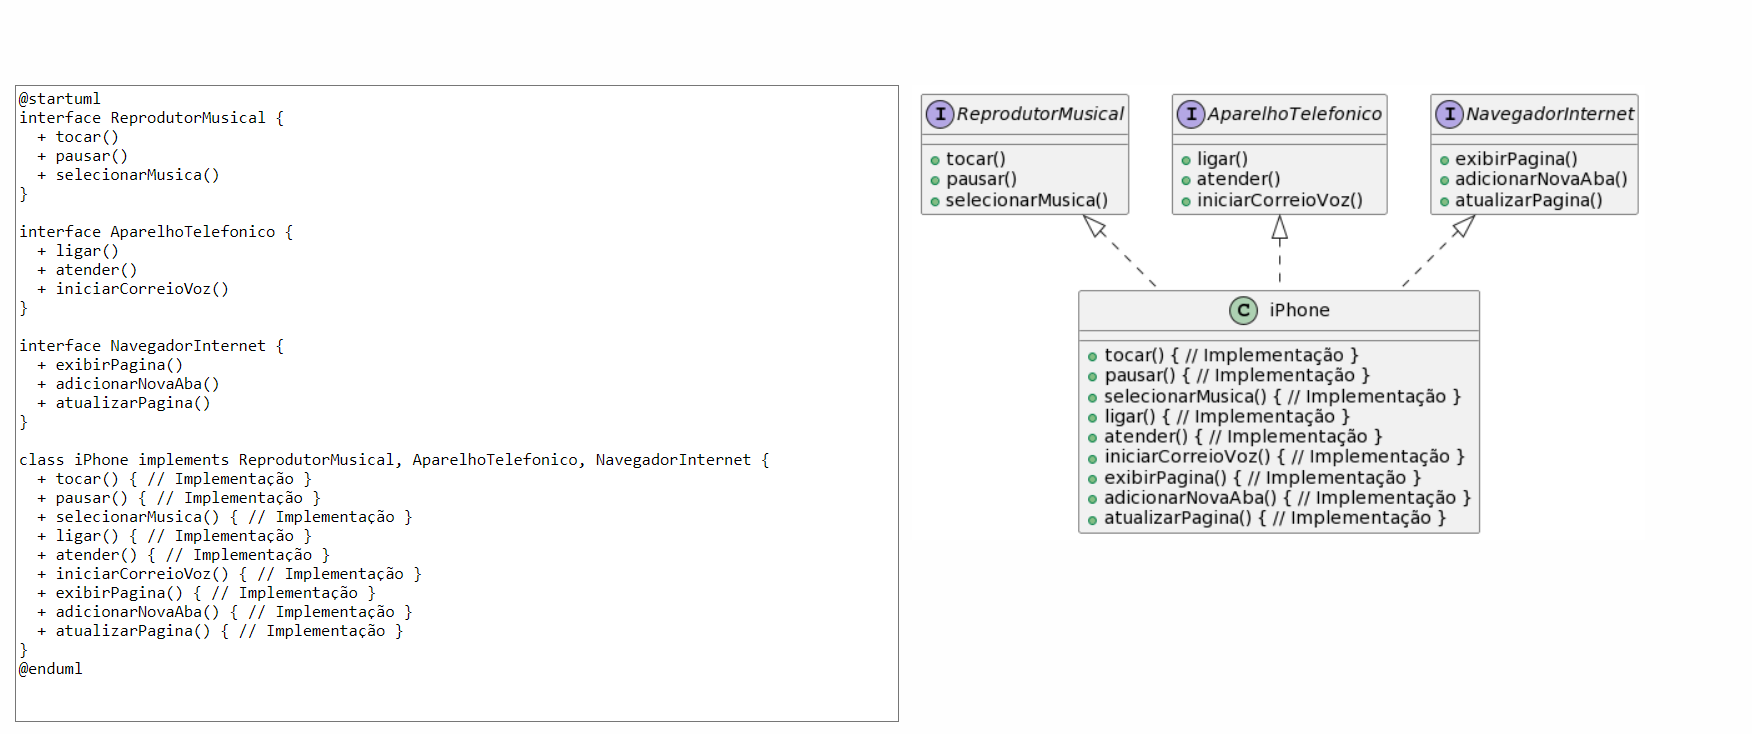 @startuml
interface ReprodutorMusical {
  + tocar()
  + pausar()
  + selecionarMusica()
}

interface AparelhoTelefonico {
  + ligar()
  + atender()
  + iniciarCorreioVoz()
}

interface NavegadorInternet {
  + exibirPagina()
  + adicionarNovaAba()
  + atualizarPagina()
}

class iPhone implements ReprodutorMusical, AparelhoTelefonico, NavegadorInternet {
  + tocar() { // Implementação }
  + pausar() { // Implementação }
  + selecionarMusica() { // Implementação }
  + ligar() { // Implementação }
  + atender() { // Implementação }
  + iniciarCorreioVoz() { // Implementação }
  + exibirPagina() { // Implementação }
  + adicionarNovaAba() { // Implementação }
  + atualizarPagina() { // Implementação }
}
@enduml
I ReprodutorMusical
tocar()
pausar()
selecionarMusica()
I AparelhoTelefonico
ligar()
atender()
iniciarCorreioVoz()
I NavegadorInternet
exibirPagina()
adicionarNovaAba()
atualizarPagina()
C iPhone
tocar() { // Implementação }
pausar() { // Implementação }
selecionarMusica() { // Implementação }
ligar() { // Implementação }
atender() { // Implementação }
iniciarCorreioVoz() { // Implementação }
exibirPagina() { // Implementação }
adicionarNovaAba() { // Implementação }
atualizarPagina() { // Implementação }